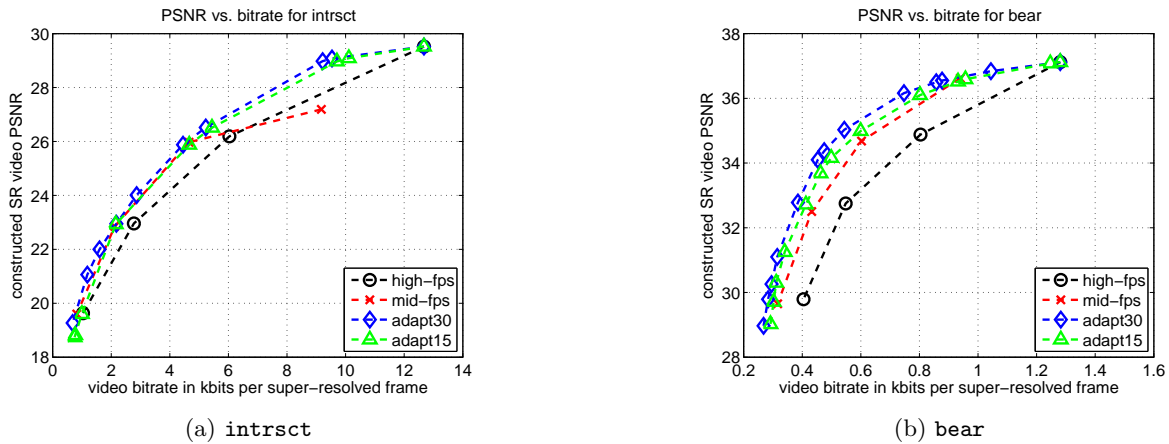 PSNR vs. bitrate for intrsct
30
28
26
24
22
20
18
constructed SR video PSNR
0 2 4 6 8 10 12 14
video bitrate in kbits per super−resolved frame
high−fps
mid−fps
adapt30
adapt15
(a) intrsct
PSNR vs. bitrate for bear
38
36
34
32
30
28
constructed SR video PSNR
0.2 0.4 0.6 0.8 1 1.2 1.4 1.6
video bitrate in kbits per super−resolved frame
high−fps
mid−fps
adapt30
adapt15
(b) bear